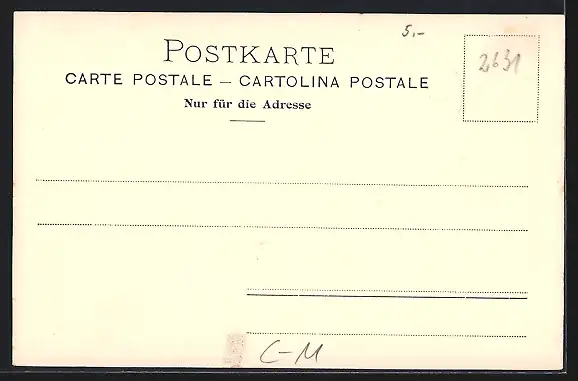 5.-
POSTKARTE
2631
CARTE POSTALE – CARTOLINA POSTALE
Nur für die Adresse
C-M